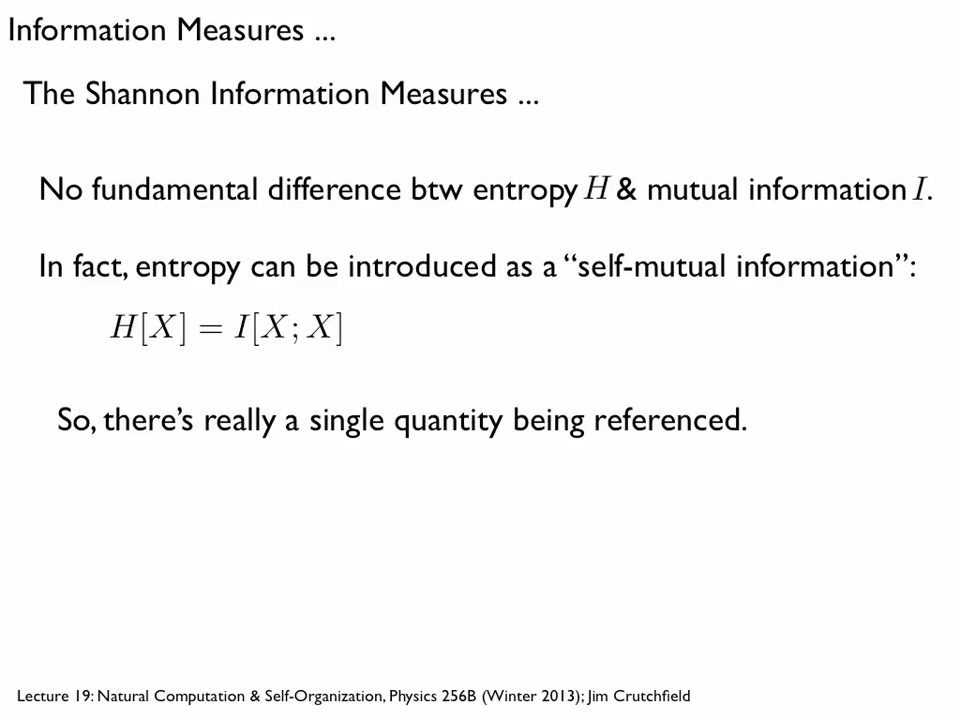 Information Measures ...
The Shannon Information Measures ...
No fundamental difference btw entropy H & mutual information I.
In fact, entropy can be introduced as a “self-mutual information”:
H[X] = I[X; X]
So, there’s really a single quantity being referenced.
Lecture 19: Natural Computation & Self-Organization, Physics 256B (Winter 2013); Jim Crutchfield